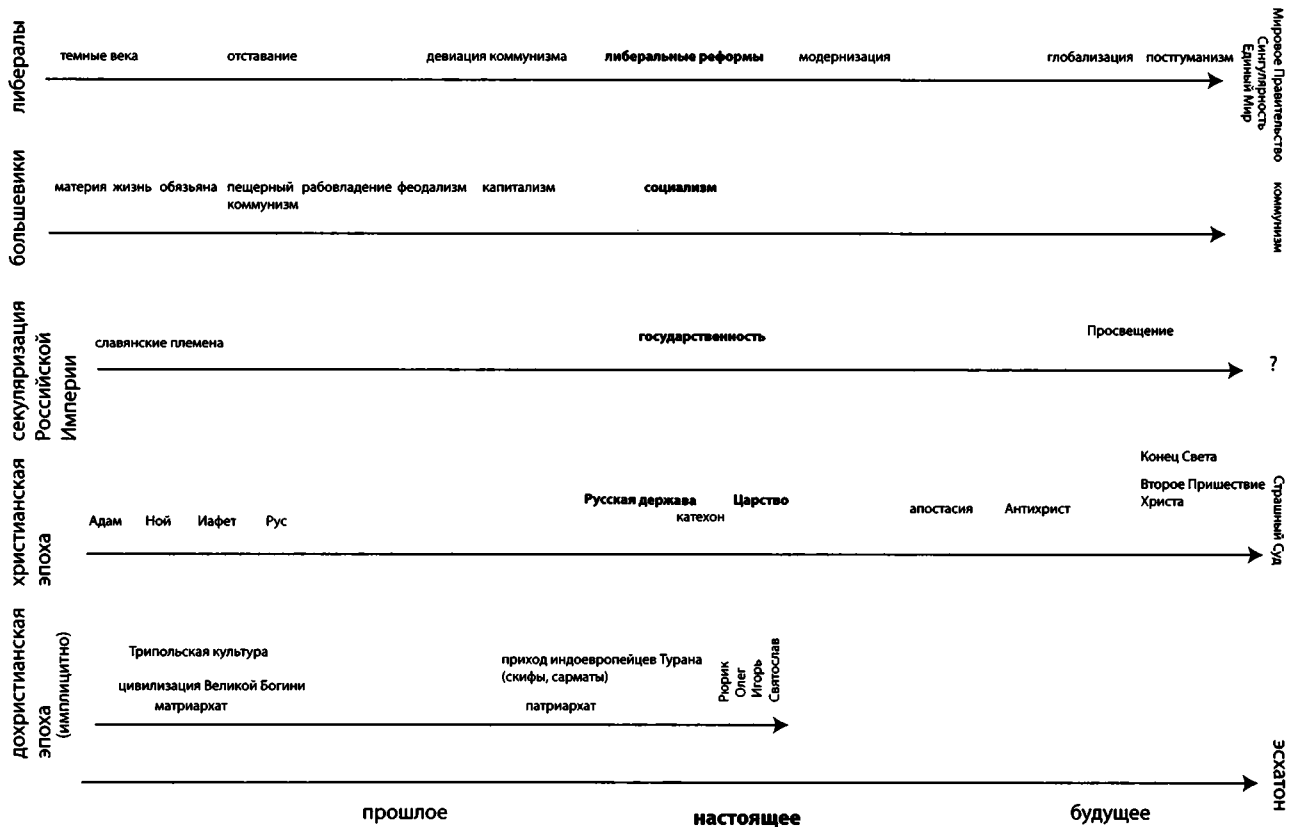 либералы
темные века
отставание
девиация коммунизма
либеральные реформы
модернизация
глобализация
постгуманизм
Мировое Правительство
Сингулярность
Единый Мир
большевики
материя жизнь обязьяна пещерный рабовладение феодализм капитализм
коммунизм
социализм
коммунизм
секуляризация
Российской
Империи
славянские племена
государственность
Просвещение
?
христианская
эпоха
Адам
Ной
Иафет
Рус
Русская держава
катехон
Царство
апостасия
Антихрист
Конец Света
Второе Пришествие
Христа
Страшный Суд
дохристианская
эпоха
(имплицитно)
Трипольская культура
цивилизация Великой Богини
матриархат
приход индоевропейцев Турана
(скифы, сарматы)
патриархат
Рюрик
Олег
Игорь
Святослав
эсхатон
прошлое
настоящее
будущее